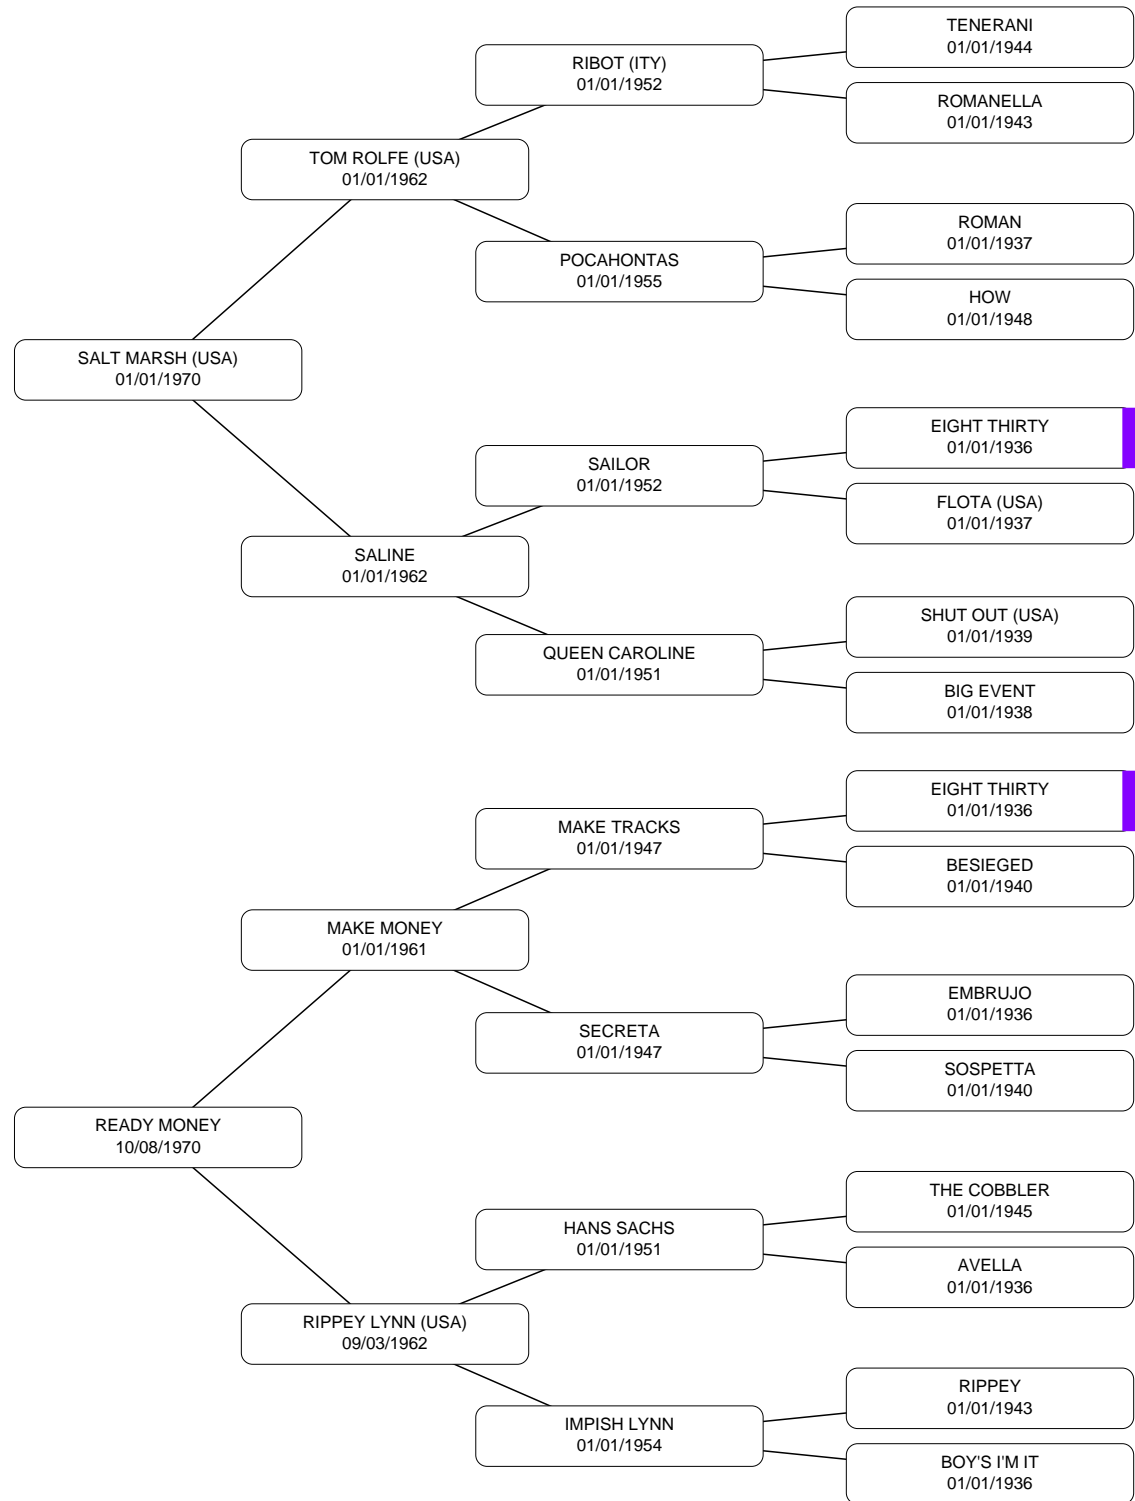 TENERANI
01/01/1944
RIBOT (ITY)
01/01/1952
ROMANELLA
01/01/1943
TOM ROLFE (USA)
01/01/1962
ROMAN
01/01/1937
POCAHONTAS
01/01/1955
HOW
01/01/1948
SALT MARSH (USA)
01/01/1970
EIGHT THIRTY
01/01/1936
SAILOR
01/01/1952
FLOTA (USA)
01/01/1937
SALINE
01/01/1962
SHUT OUT (USA)
01/01/1939
QUEEN CAROLINE
01/01/1951
BIG EVENT
01/01/1938
EIGHT THIRTY
01/01/1936
MAKE TRACKS
01/01/1947
BESIEGED
01/01/1940
MAKE MONEY
01/01/1961
EMBRUJO
01/01/1936
SECRETA
01/01/1947
SOSPETTA
01/01/1940
READY MONEY
10/08/1970
THE COBBLER
01/01/1945
HANS SACHS
01/01/1951
AVELLA
01/01/1936
RIPPEY LYNN (USA)
09/03/1962
RIPPEY
01/01/1943
IMPISH LYNN
01/01/1954
BOY'S I'M IT
01/01/1936